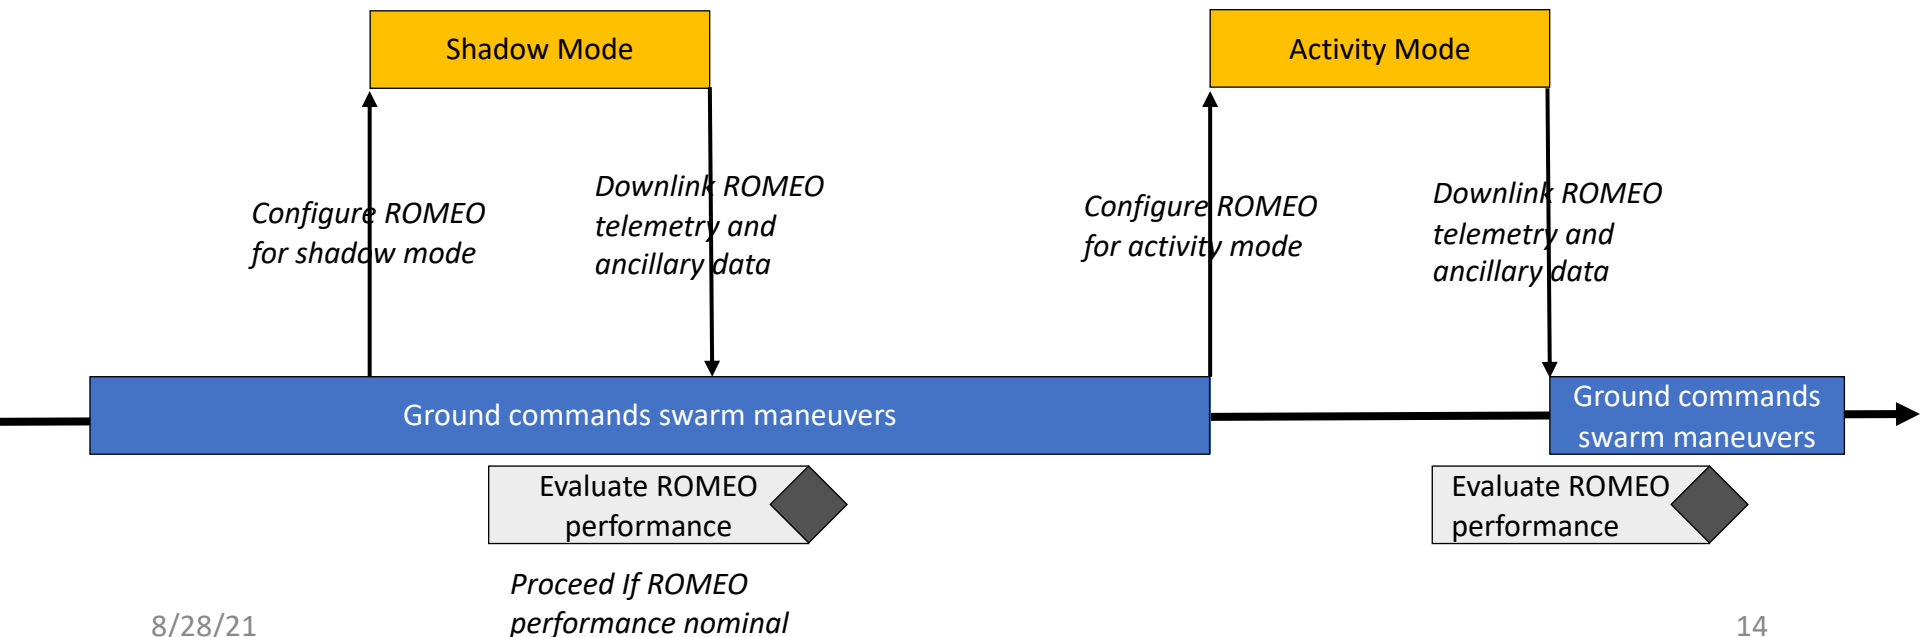 Shadow Mode
Activity Mode
Configure ROMEO
for shadow mode
Downlink ROMEO
telemetry and
ancillary data
Configure ROMEO
for activity mode
Downlink ROMEO
telemetry and
ancillary data
Ground commands swarm maneuvers
Ground commands
swarm maneuvers
Evaluate ROMEO
performance
Evaluate ROMEO
performance
Proceed If ROMEO
performance nominal
8/28/21
14